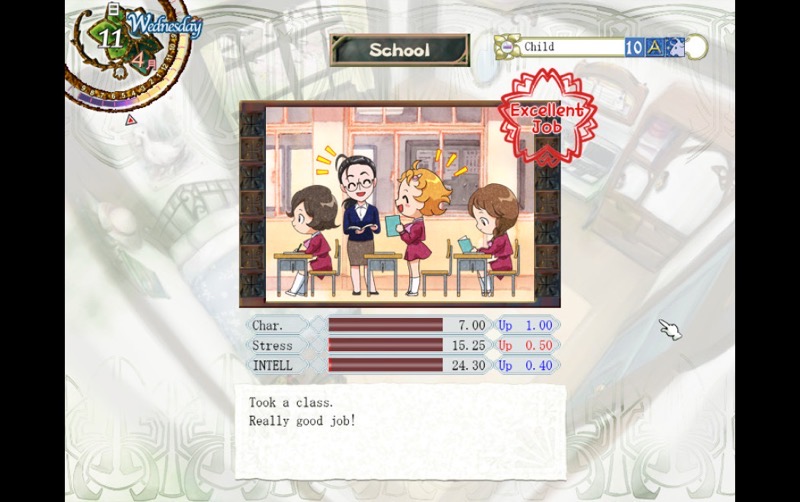 日
11
Wednesday
4月
School
Child
10
A
Excellent
Job
Char. 7.00 Up 1.00
Stress 15.25 Up 0.50
INTELL 24.30 Up 0.40
Took a class.
Really good job!